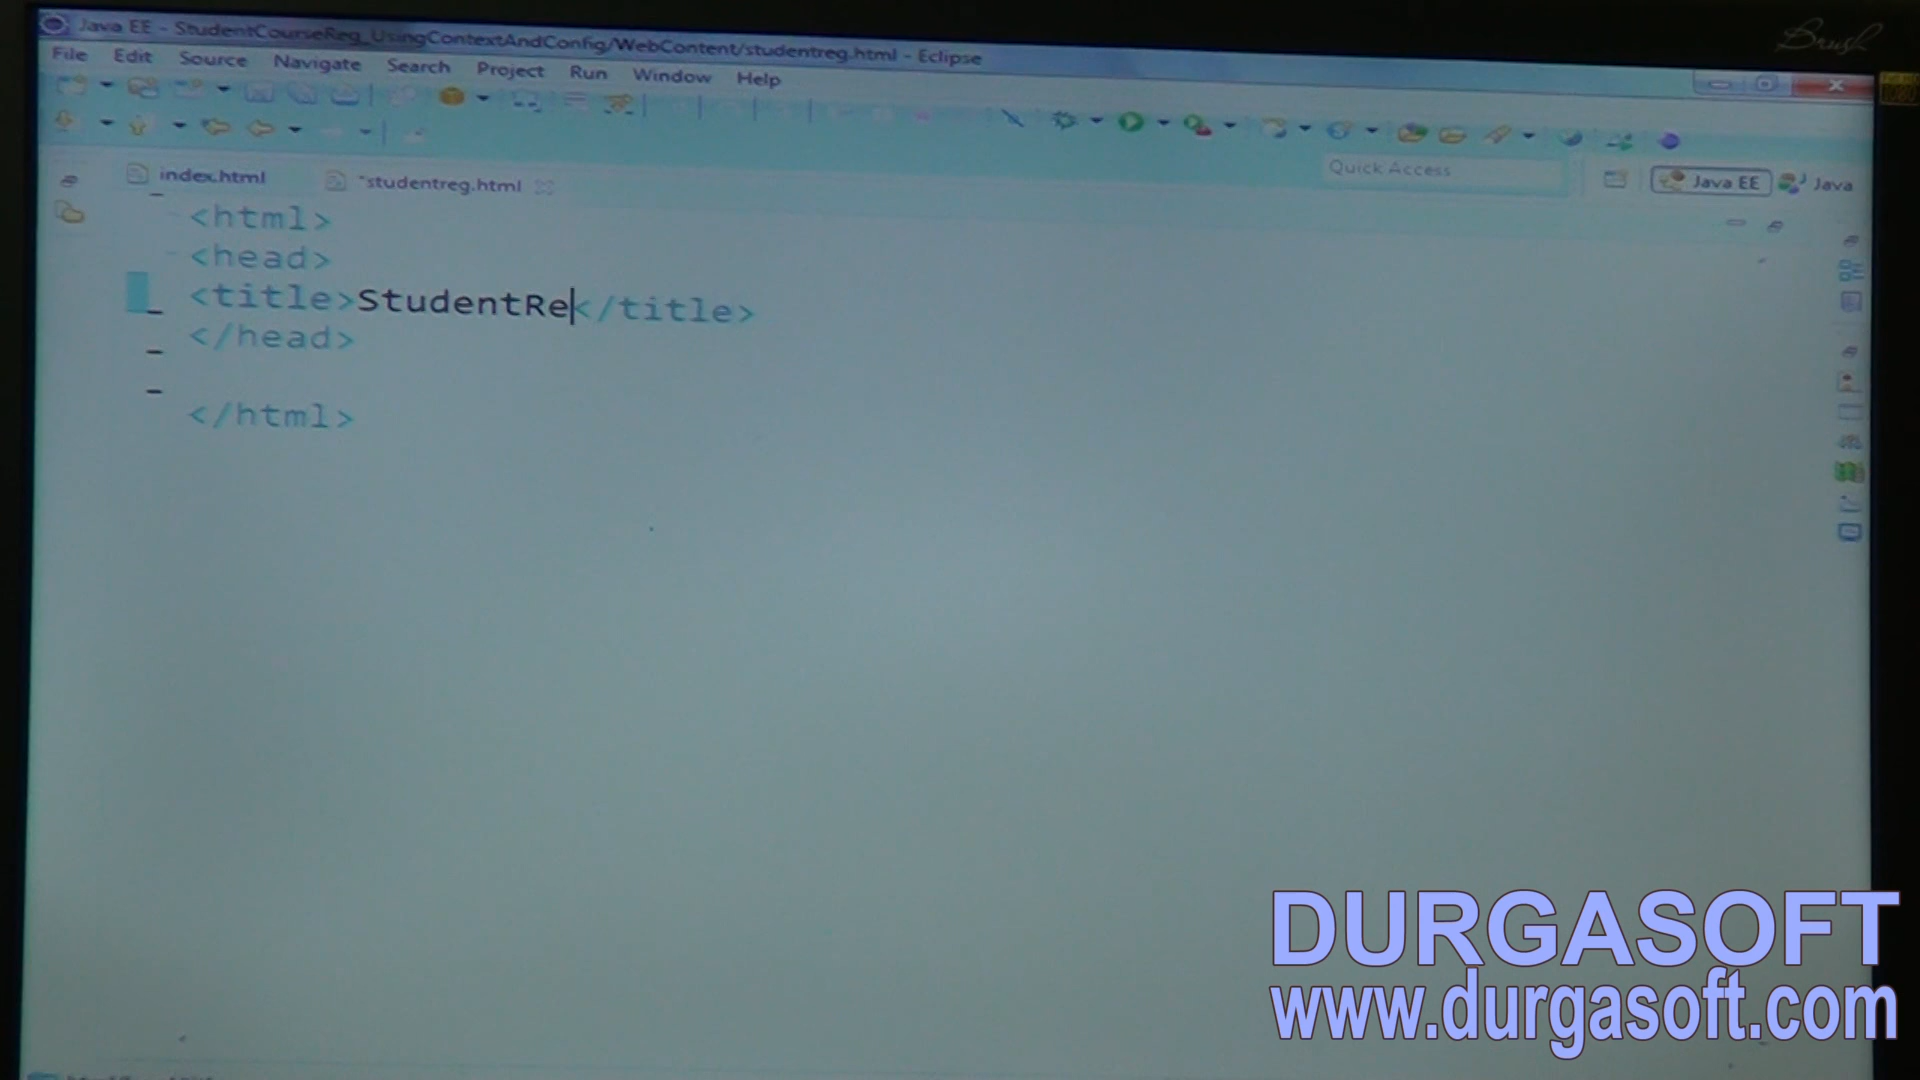 Java EE - StudentCourseReg_UsingContextAndConfig/WebContent/studentreg.html - Eclipse
Brush
File Edit Source Navigate Search Project Run Window Help
Quick Access
Java EE
Java
index.html
*studentreg.html
<html>
<head>
<title>StudentRe</title>
</head>
</html>
DURGASOFT
www.durgasoft.com